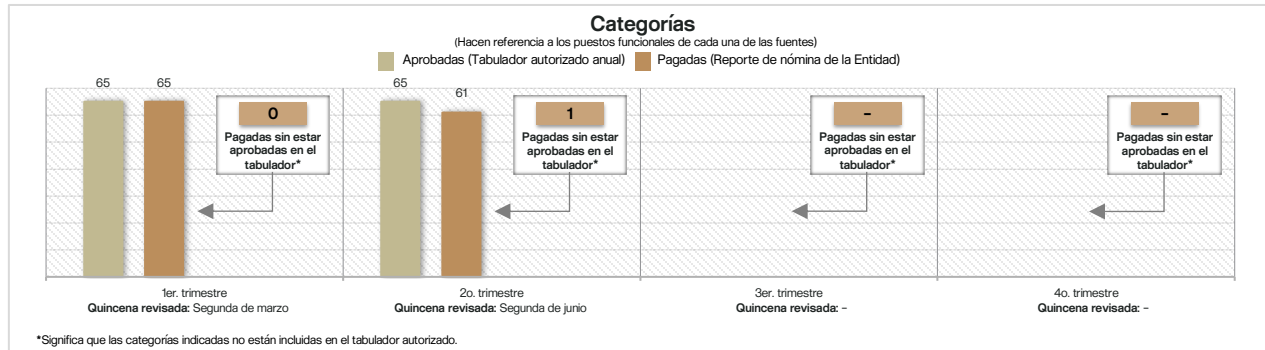 Categorías
(Hacen referencia a los puestos funcionales de cada una de las fuentes)
Aprobadas (Tabulador autorizado anual)
Pagadas (Reporte de nómina de la Entidad)
65
65
0
Pagadas sin estar
aprobadas en el
tabulador*
65
61
1
Pagadas sin estar
aprobadas en el
tabulador*
-
Pagadas sin estar
aprobadas en el
tabulador*
-
Pagadas sin estar
aprobadas en el
tabulador*
1er. trimestre
Quincena revisada: Segunda de marzo
2o. trimestre
Quincena revisada: Segunda de junio
3er. trimestre
Quincena revisada: -
4o. trimestre
Quincena revisada: -
*Significa que las categorías indicadas no están incluidas en el tabulador autorizado.